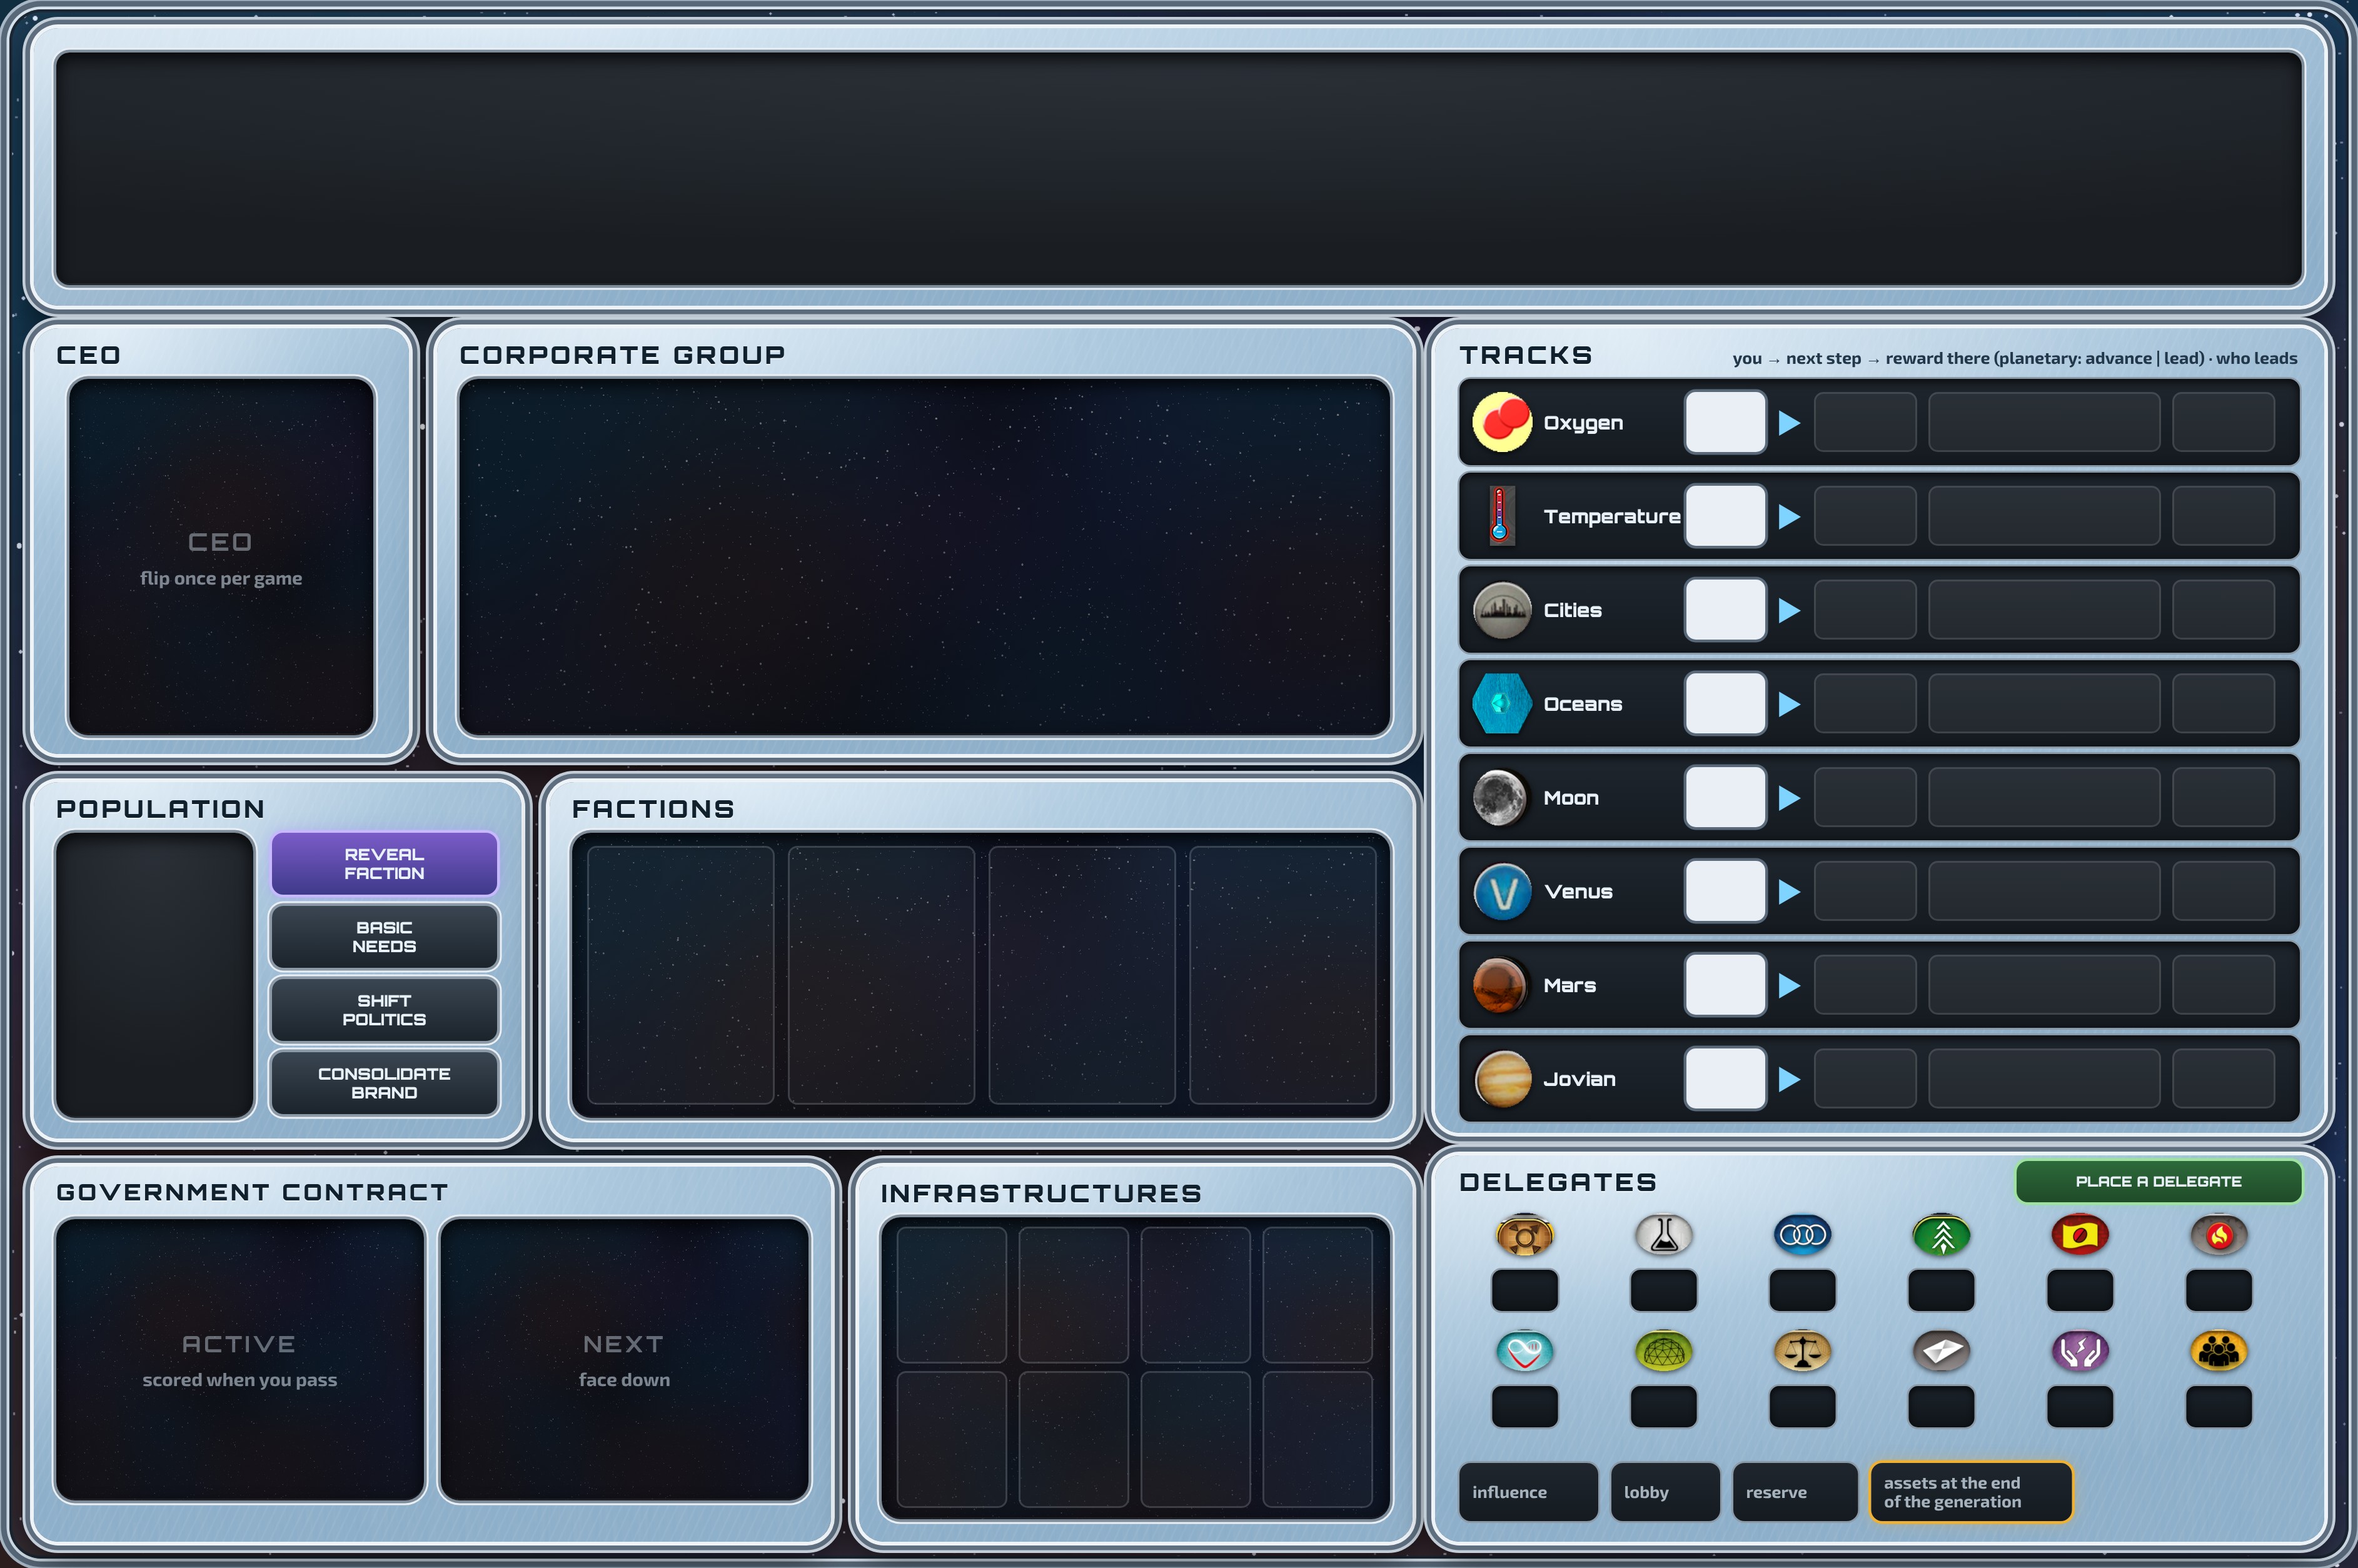 CEO
CEO
flip once per game
CORPORATE GROUP
TRACKS
you → next step → reward there (planetary: advance | lead) · who leads
Oxygen
Temperature
Cities
Oceans
Moon
V
Venus
Mars
Jovian
POPULATION
REVEAL
FACTION
BASIC
NEEDS
SHIFT
POLITICS
CONSOLIDATE
BRAND
FACTIONS
GOVERNMENT CONTRACT
ACTIVE
scored when you pass
NEXT
face down
INFRASTRUCTURES
DELEGATES
PLACE A DELEGATE
influence
lobby
reserve
assets at the end
of the generation